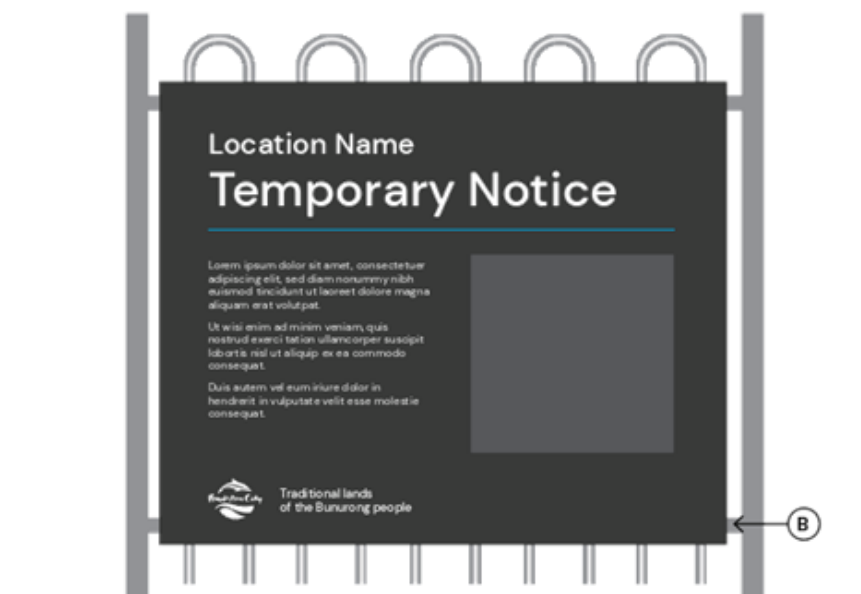 Location Name
Temporary Notice
Lorem ipsum dolor sit amet, consectetuer
adipiscing elit, sed diam nonummy nibh
euismod tincidunt ut laoreet dolore magna
aliquam erat volutpat.
Ut wisi enim ad minim veniam, quis
nostrud exerci tation ullamcorper suscipit
lobortis nisl ut aliquip ex ea commodo
consequat.
Duis autem vel eum iriure dolor in
hendrerit in vulputate velit esse molestie
consequat.
Traditional lands
of the Bunurong people
B